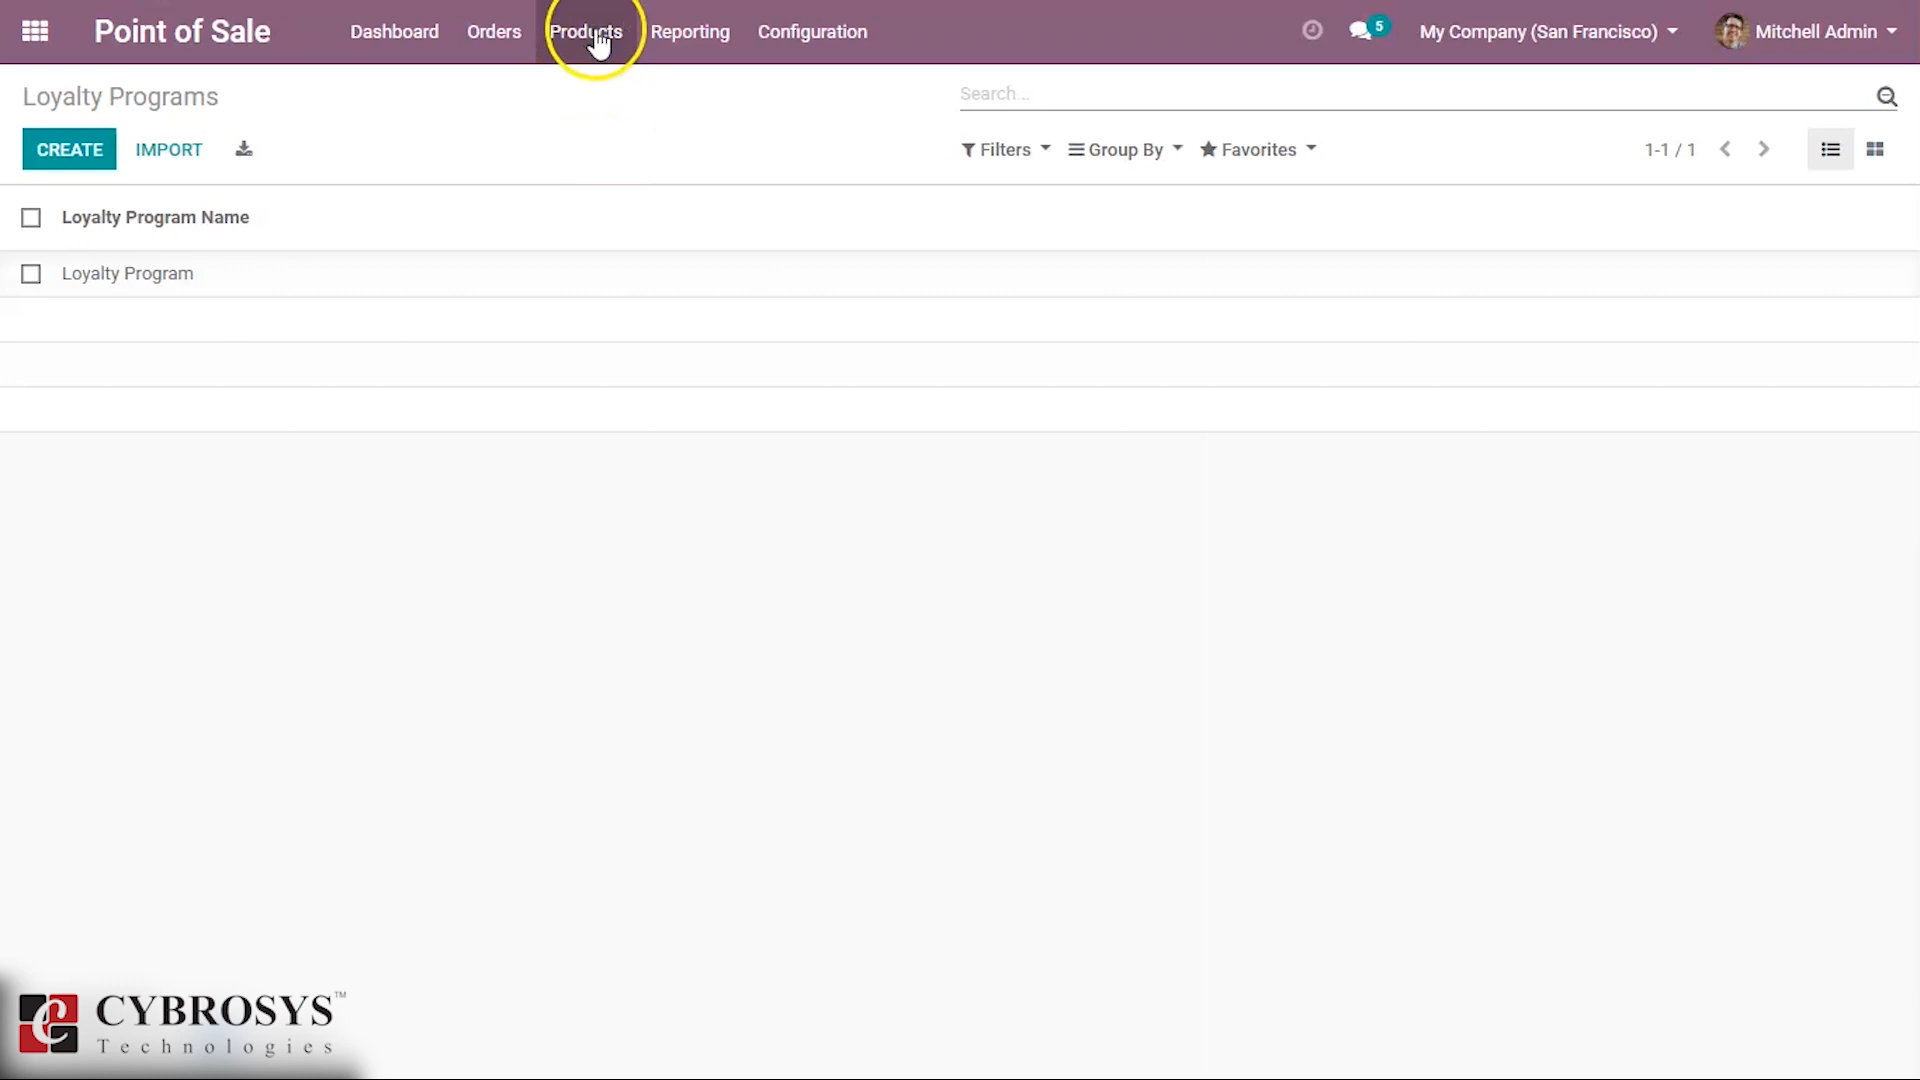 Point of Sale Dashboard Orders Products Reporting Configuration 5 My Company (San Francisco) Mitchell Admin
Loyalty Programs Search...
CREATE IMPORT Filters Group By Favorites 1-1 / 1
Loyalty Program Name
Loyalty Program
CYBROSYS™
Technologies